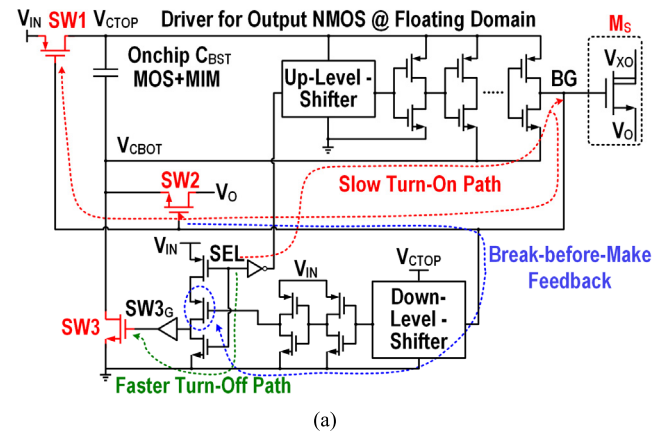 Driver for Output NMOS @ Floating Domain
VIN
SW1
VCTOP
MS
Onchip CBST
MOS+MIM
Up-Level-
Shifter
BG
VXO
VO
VCBOT
SW2
VO
Slow Turn-On Path
VIN
SEL
VIN
VCTOP
Break-before-Make
Feedback
Down-
Level-
Shifter
SW3
SW3G
Faster Turn-Off Path
(a)